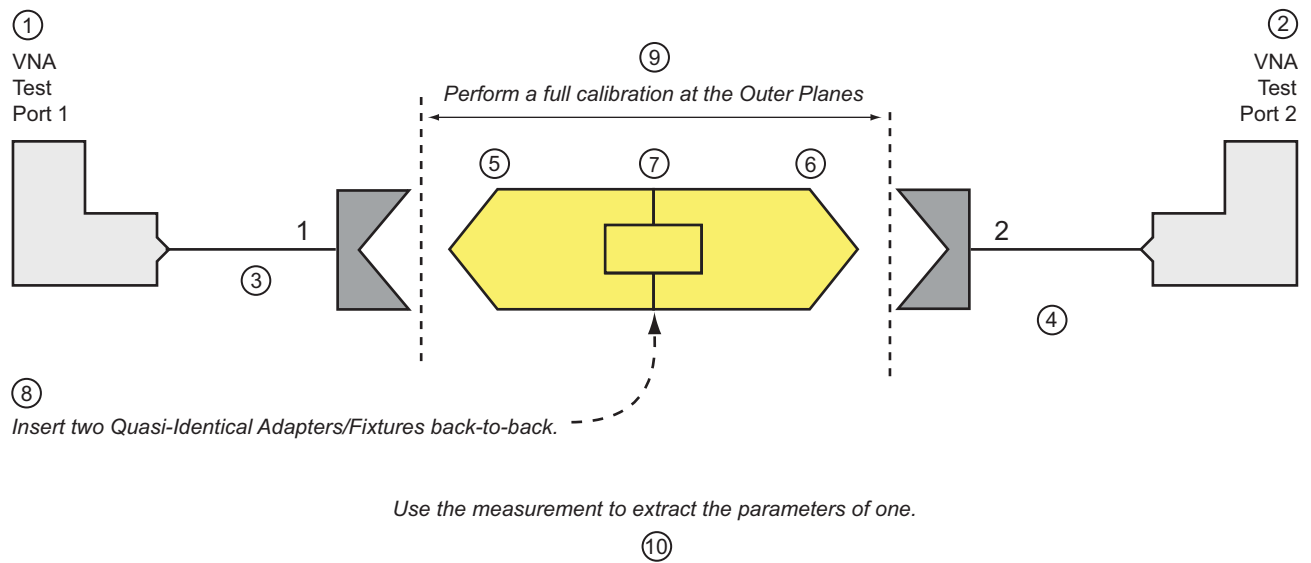 ①
VNA
Test
Port 1
②
VNA
Test
Port 2
⑨
Perform a full calibration at the Outer Planes
⑤
⑦
⑥
1
2
③
④
⑧
Insert two Quasi-Identical Adapters/Fixtures back-to-back.
Use the measurement to extract the parameters of one.
⑩